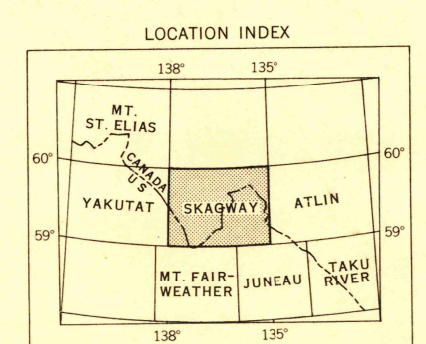 LOCATION INDEX
138° 135°
MT.
ST. ELIAS
60° 60°
CANADA
US
YAKUTAT SKAGWAY ATLIN
59° 59°
MT. FAIR-
WEATHER JUNEAU TAKU
RIVER
138° 135°